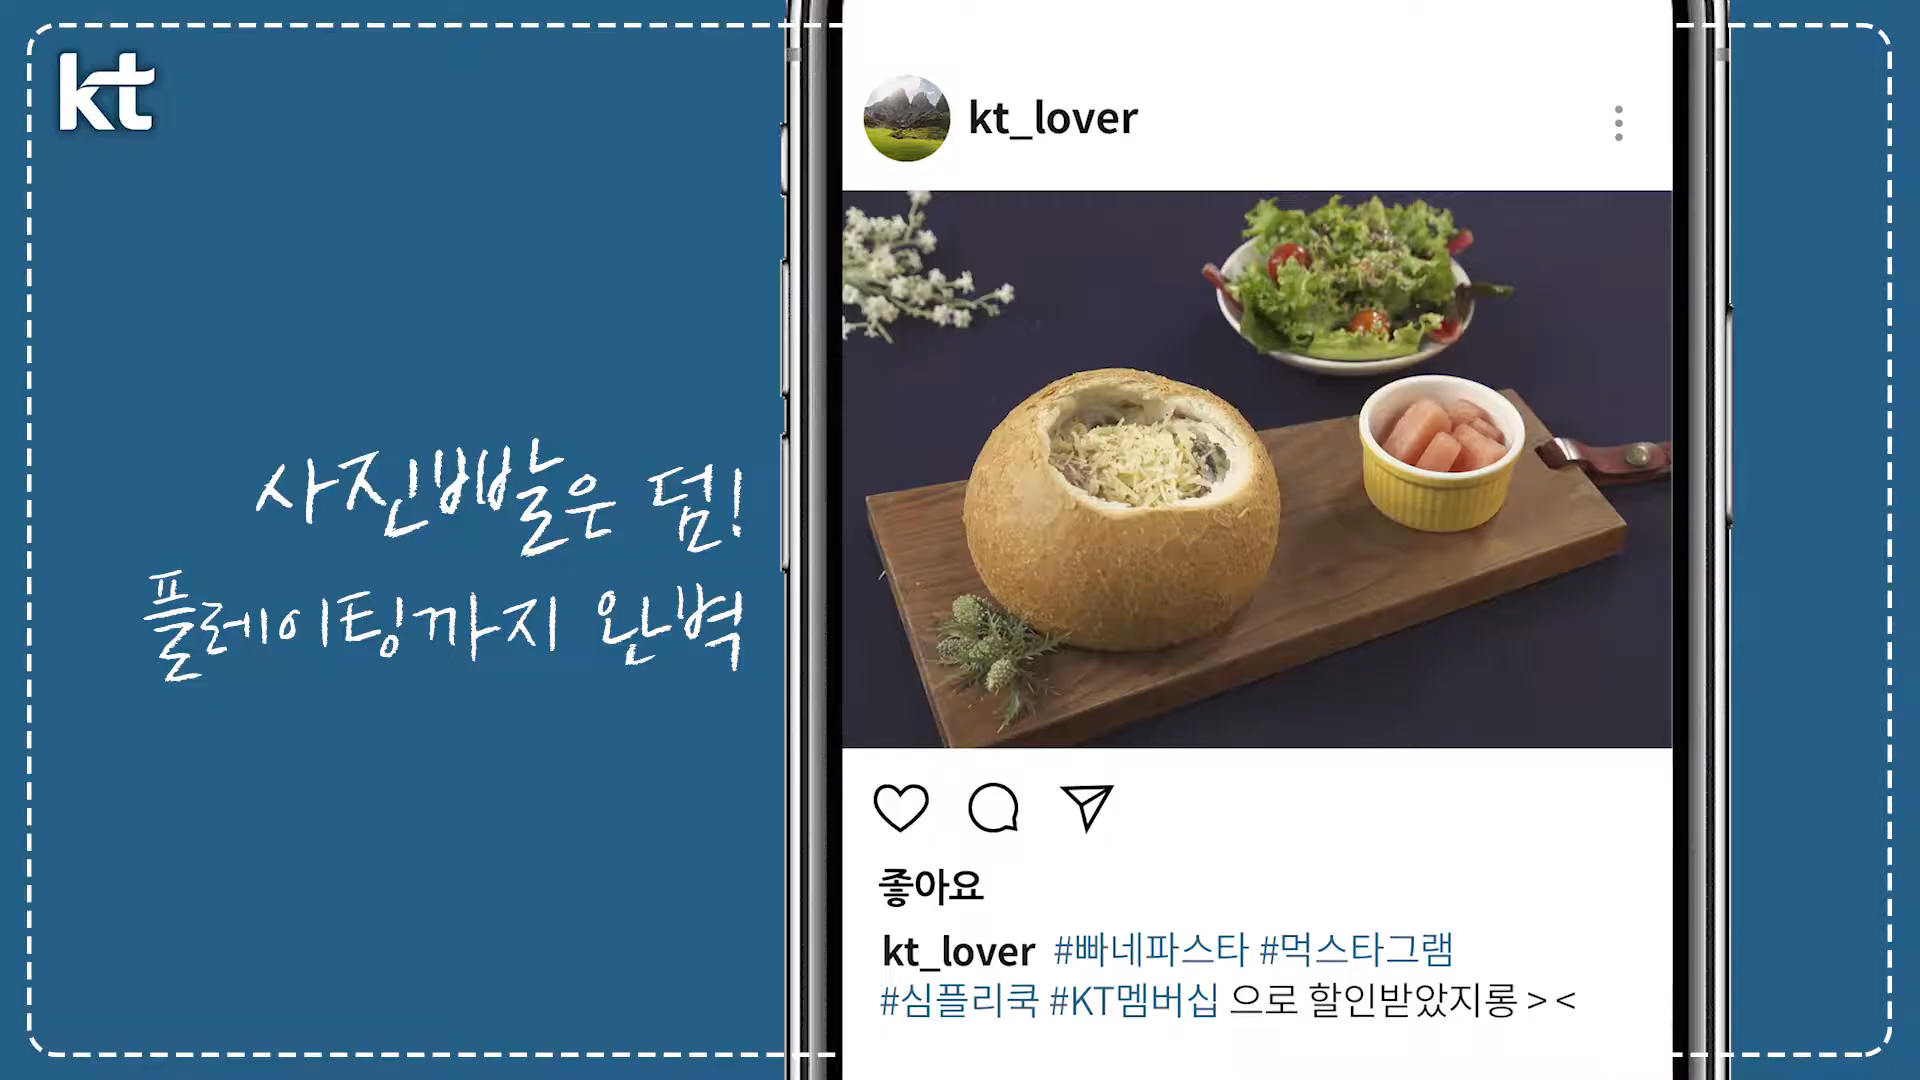 kt
사진빨은 덤!
플레이팅까지 완벽
kt_lover
좋아요
kt_lover #빠네파스타 #먹스타그램
#심플리쿡 #KT멤버십 으로 할인받았지롱 > <